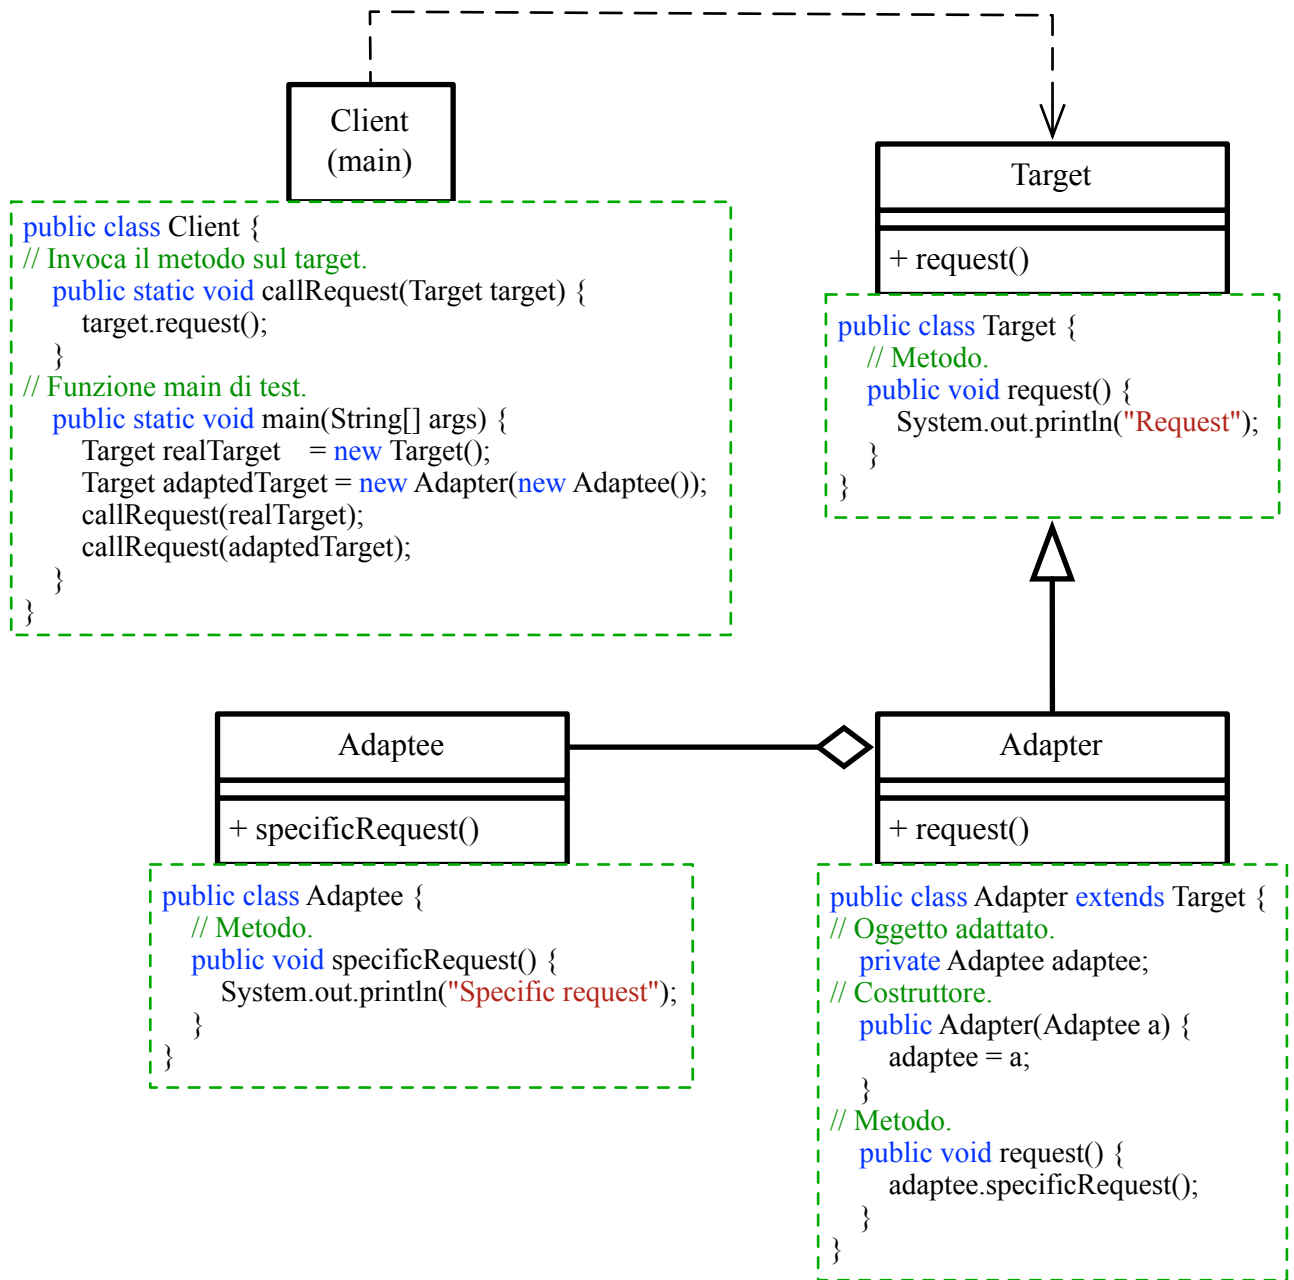 Client
(main)
public class Client {
// Invoca il metodo sul target.
public static void callRequest(Target target) {
target.request();
}
// Funzione main di test.
public static void main(String[] args) {
Target realTarget = new Target();
Target adaptedTarget = new Adapter(new Adaptee());
callRequest(realTarget);
callRequest(adaptedTarget);
}
}
Target
+ request()
public class Target {
// Metodo.
public void request() {
System.out.println("Request");
}
}
Adaptee
+ specificRequest()
public class Adaptee {
// Metodo.
public void specificRequest() {
System.out.println("Specific request");
}
}
Adapter
+ request()
public class Adapter extends Target {
// Oggetto adattato.
private Adaptee adaptee;
// Costruttore.
public Adapter(Adaptee a) {
adaptee = a;
}
// Metodo.
public void request() {
adaptee.specificRequest();
}
}